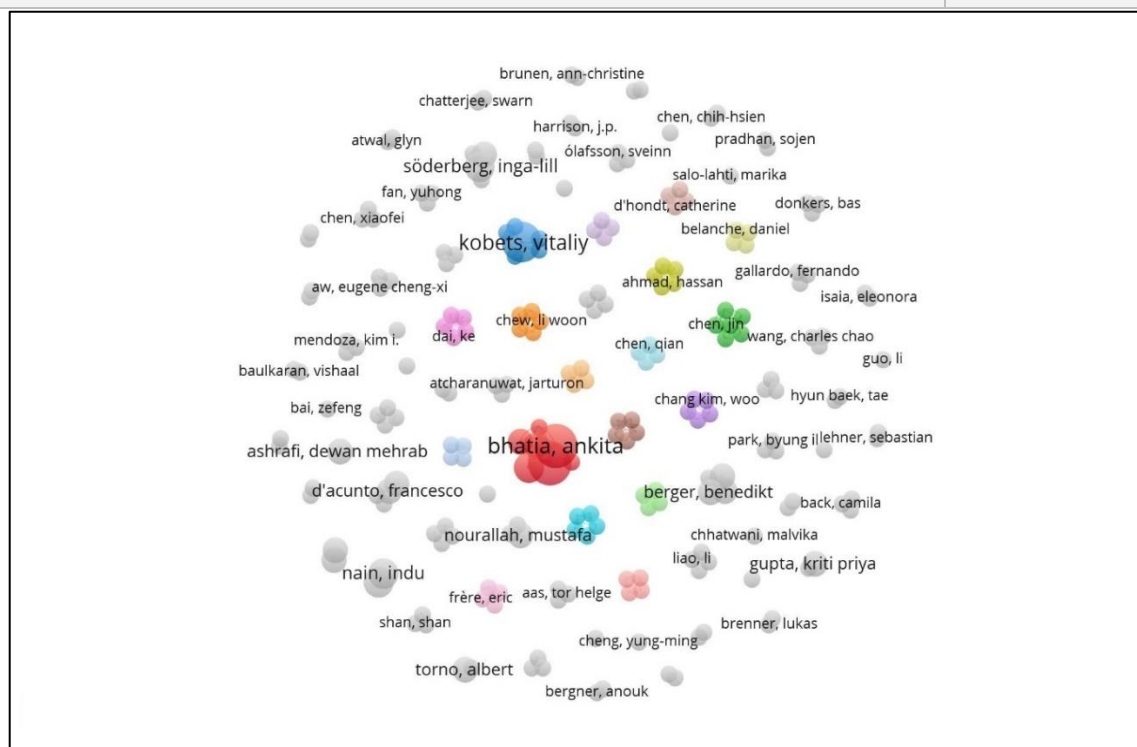 brunen, ann-christine
chatterjee, swarn
chen, chih-hsien
harrison, j.p.
pradhan, sojen
atwal, glyn
ólafsson, sveinn
söderberg, inga-lill
salo-lahti, marika
fan, yuhong
d'hondt, catherine
donkers, bas
chen, xiaofei
belanche, daniel
kobets, vitaliy
gallardo, fernando
ahmad, hassan
aw, eugene cheng-xi
isaia, eleonora
chew, li woon
chen, jin
dai, ke
wang, charles chao
mendoza, kim i.
chen, qian
guo, li
baulkaran, vishaal
atcharanuwat, jarturon
hyun baek, tae
chang kim, woo
bai, zefeng
lehner, sebastian
park, byung il
bhatia, ankita
ashrafi, dewan mehrab
d'acunto, francesco
berger, benedikt
back, camila
nourallah, mustafa
chhatwani, malvika
liao, li
gupta, kriti priya
nain, indu
aas, tor helge
frère, eric
shan, shan
brenner, lukas
cheng, yung-ming
torno, albert
bergner, anouk